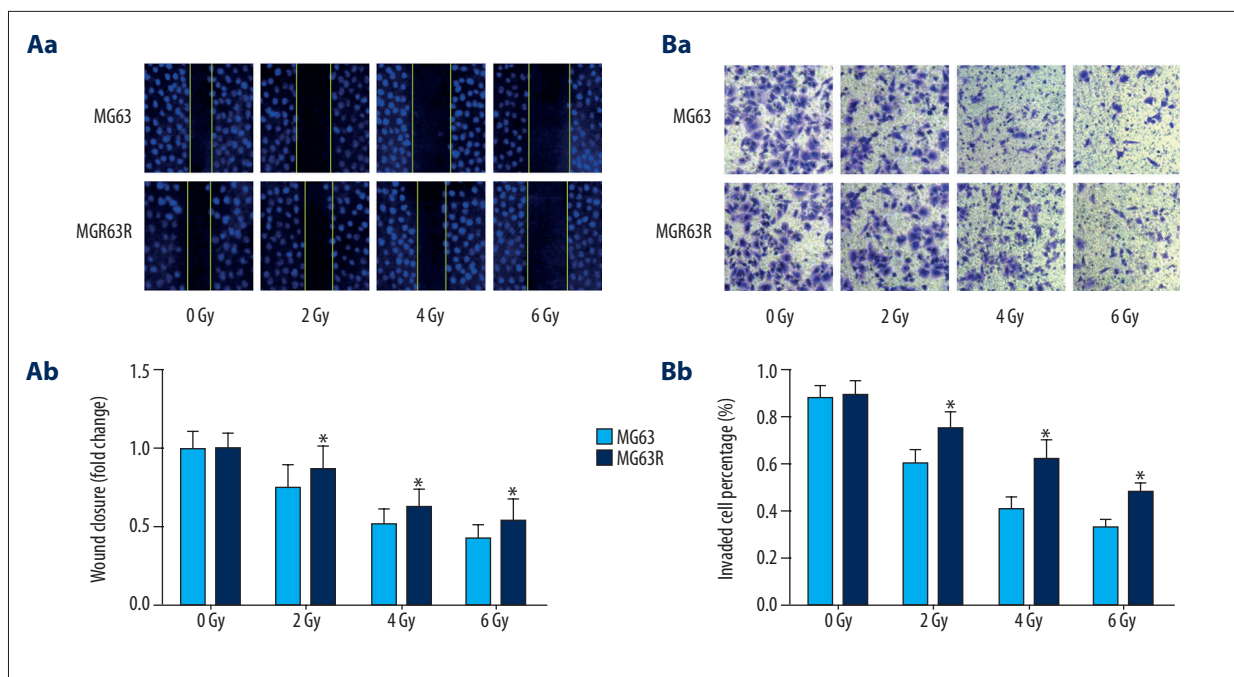 Aa
MG63
MGR63R
0 Gy
2 Gy
4 Gy
6 Gy
Ba
MG63
MGR63R
0 Gy
2 Gy
4 Gy
6 Gy
Ab
Wound closure (fold change)
1.5
1.0
0.5
0.0
*
*
*
0 Gy
2 Gy
4 Gy
6 Gy
MG63
MG63R
Bb
Invaded cell percentage (%)
1.0
0.8
0.6
0.4
0.2
0.0
*
*
*
0 Gy
2 Gy
4 Gy
6 Gy